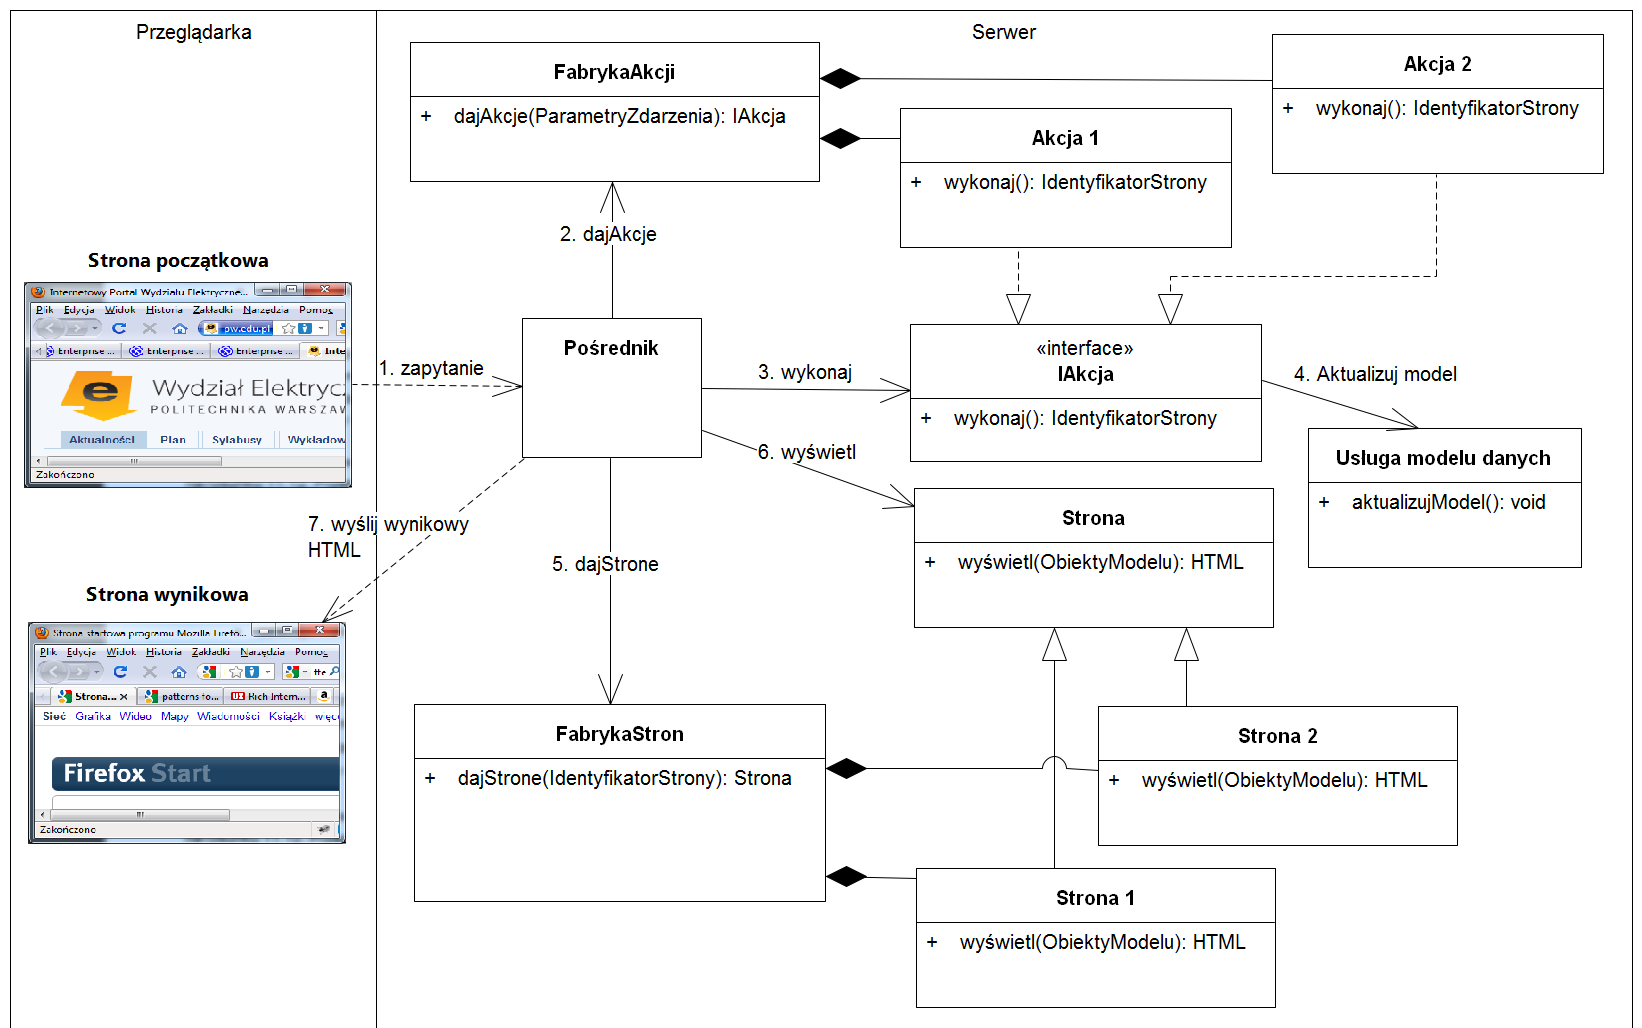 Przeglądarka
Serwer
FabrykaAkcji
+ dajAkcje(ParametryZdarzenia): IAkcja
Akcja 2
+ wykonaj(): IdentyfikatorStrony
Akcja 1
+ wykonaj(): IdentyfikatorStrony
2. dajAkcje
Strona początkowa
Internetowy Portal Wydziału Elektryczne...
Plik Edycja Widok Historia Zakładki Narzędzia Pomoc
pw.edu.pl
Enterprise ... Enterprise ... Enterprise ... Inte
Wydział Elektryc
POLITECHNIKA WARSZAW
Aktualności Plan Sylabusy Wykładow
Zakończono
1. zapytanie
Pośrednik
3. wykonaj
«interface»
IAkcja
+ wykonaj(): IdentyfikatorStrony
4. Aktualizuj model
Usługa modelu danych
+ aktualizujModel(): void
6. wyświetl
Strona
+ wyświetl(ObiektyModelu): HTML
7. wyślij wynikowy
HTML
5. dajStrone
Strona wynikowa
Strona startowa programu Mozilla Firefo...
Plik Edycja Widok Historia Zakładki Narzędzia Pomoc
Strona... patterns fo... Rich Intern... a
Sieć Grafika Wideo Mapy Wiadomości Książki więce
Firefox Start
Zakończono
FabrykaStron
+ dajStrone(IdentyfikatorStrony): Strona
Strona 2
+ wyświetl(ObiektyModelu): HTML
Strona 1
+ wyświetl(ObiektyModelu): HTML